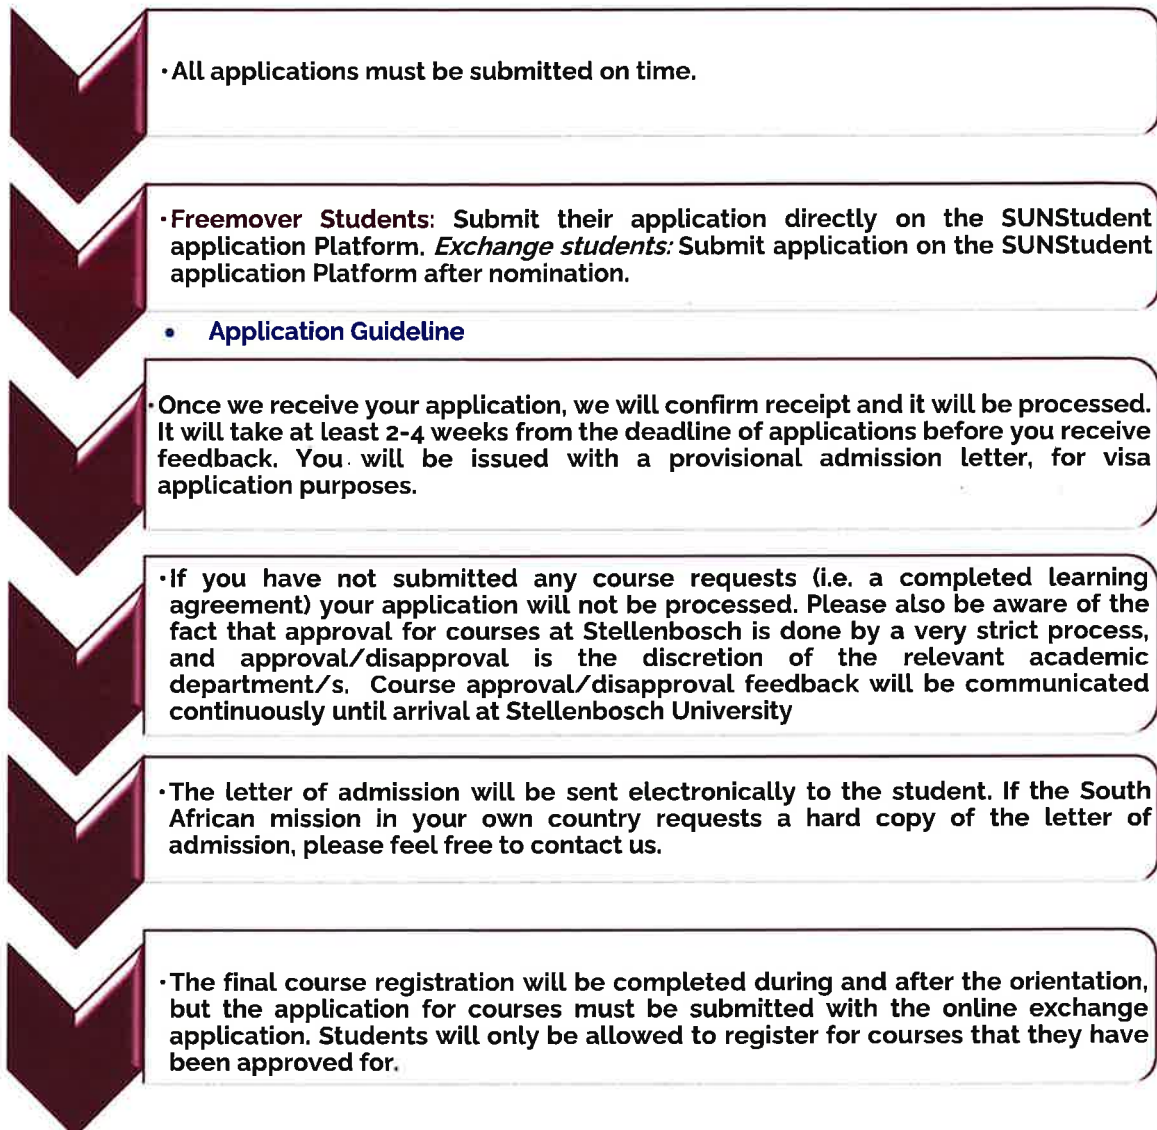 ·All applications must be submitted on time.
·Freemover Students: Submit their application directly on the SUNStudent
application Platform. Exchange students: Submit application on the SUNStudent
application Platform after nomination.
• Application Guideline
·Once we receive your application, we will confirm receipt and it will be processed.
It will take at least 2-4 weeks from the deadline of applications before you receive
feedback. You will be issued with a provisional admission letter, for visa
application purposes.
·If you have not submitted any course requests (i.e. a completed learning
agreement) your application will not be processed. Please also be aware of the
fact that approval for courses at Stellenbosch is done by a very strict process,
and approval/disapproval is the discretion of the relevant academic
department/s. Course approval/disapproval feedback will be communicated
continuously until arrival at Stellenbosch University
·The letter of admission will be sent electronically to the student. If the South
African mission in your own country requests a hard copy of the letter of
admission, please feel free to contact us.
·The final course registration will be completed during and after the orientation,
but the application for courses must be submitted with the online exchange
application. Students will only be allowed to register for courses that they have
been approved for.